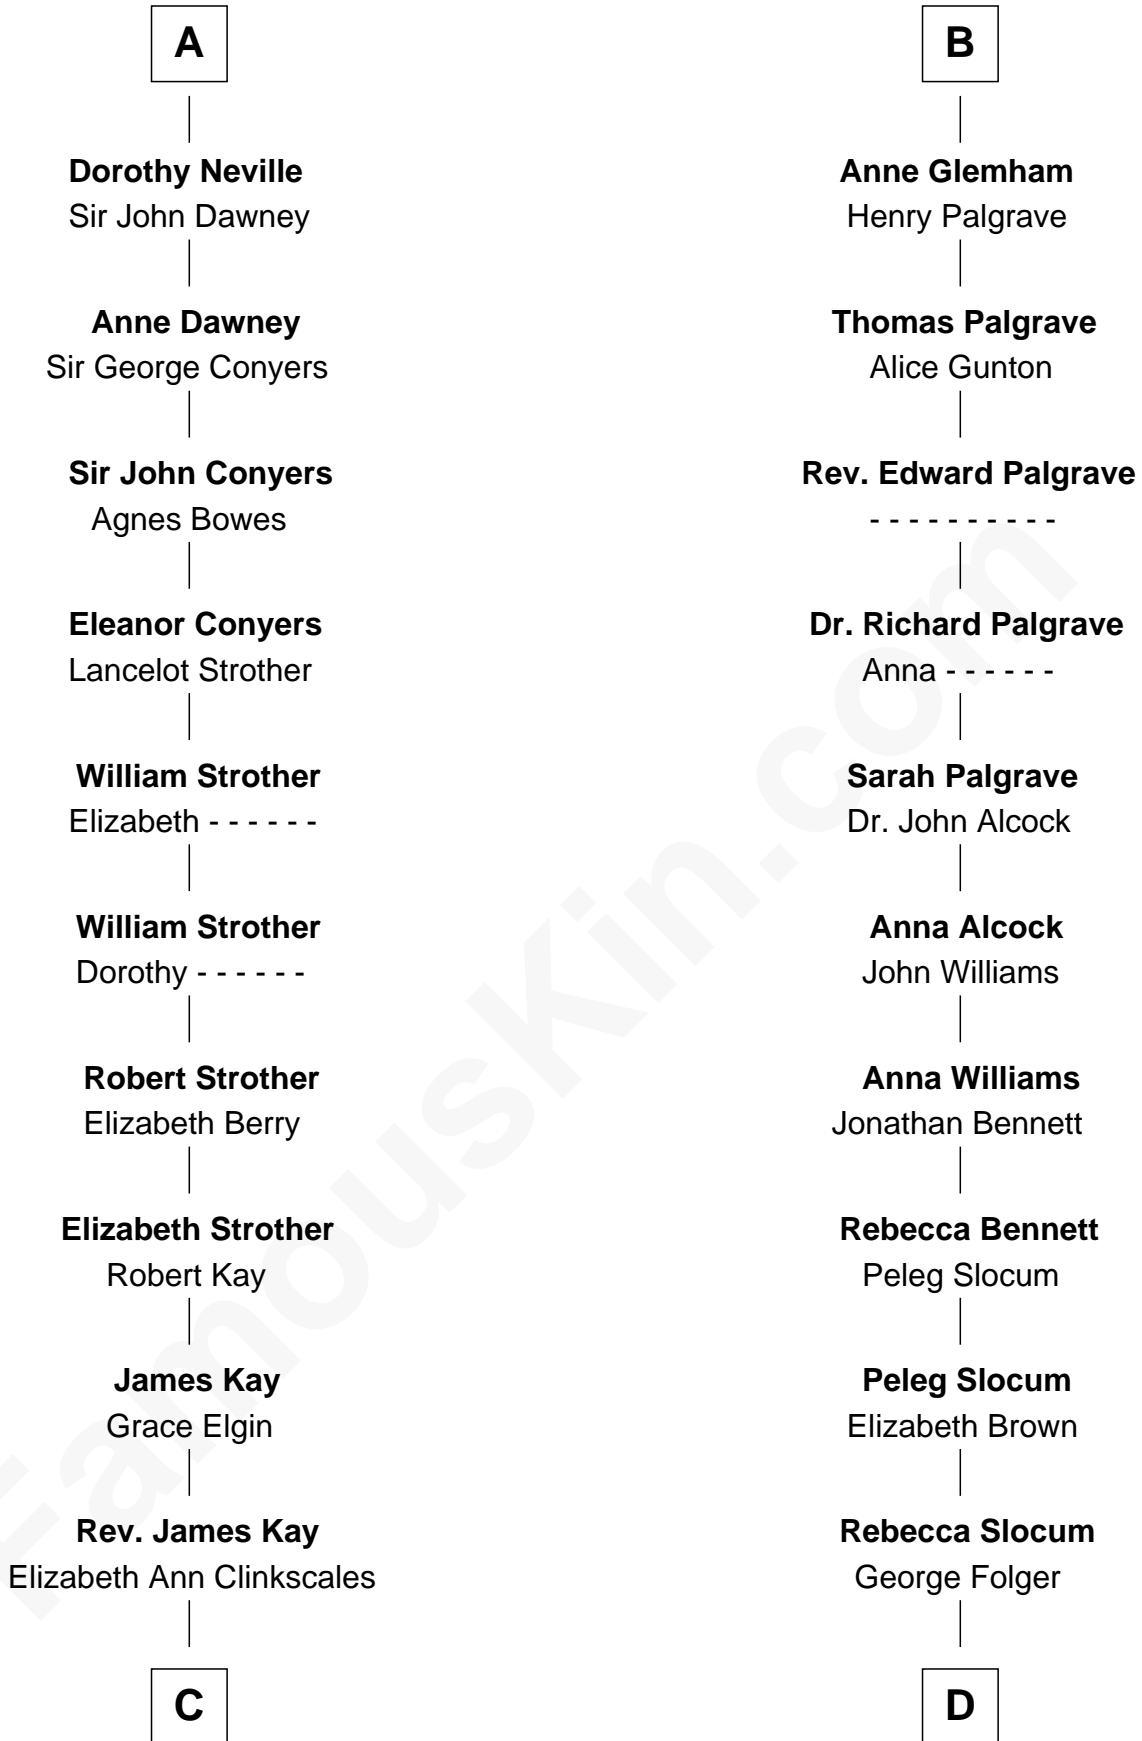 A
Dorothy Neville
Sir John Dawney
Anne Dawney
Sir George Conyers
Sir John Conyers
Agnes Bowes
Eleanor Conyers
Lancelot Strother
William Strother
Elizabeth - - - - - -
William Strother
Dorothy - - - - - -
Robert Strother
Elizabeth Berry
Elizabeth Strother
Robert Kay
James Kay
Grace Elgin
Rev. James Kay
Elizabeth Ann Clinkscales
C
B
Anne Glemham
Henry Palgrave
Thomas Palgrave
Alice Gunton
Rev. Edward Palgrave
- - - - - - - - - -
Dr. Richard Palgrave
Anna - - - - - -
Sarah Palgrave
Dr. John Alcock
Anna Alcock
John Williams
Anna Williams
Jonathan Bennett
Rebecca Bennett
Peleg Slocum
Peleg Slocum
Elizabeth Brown
Rebecca Slocum
George Folger
D
FamousKin.com